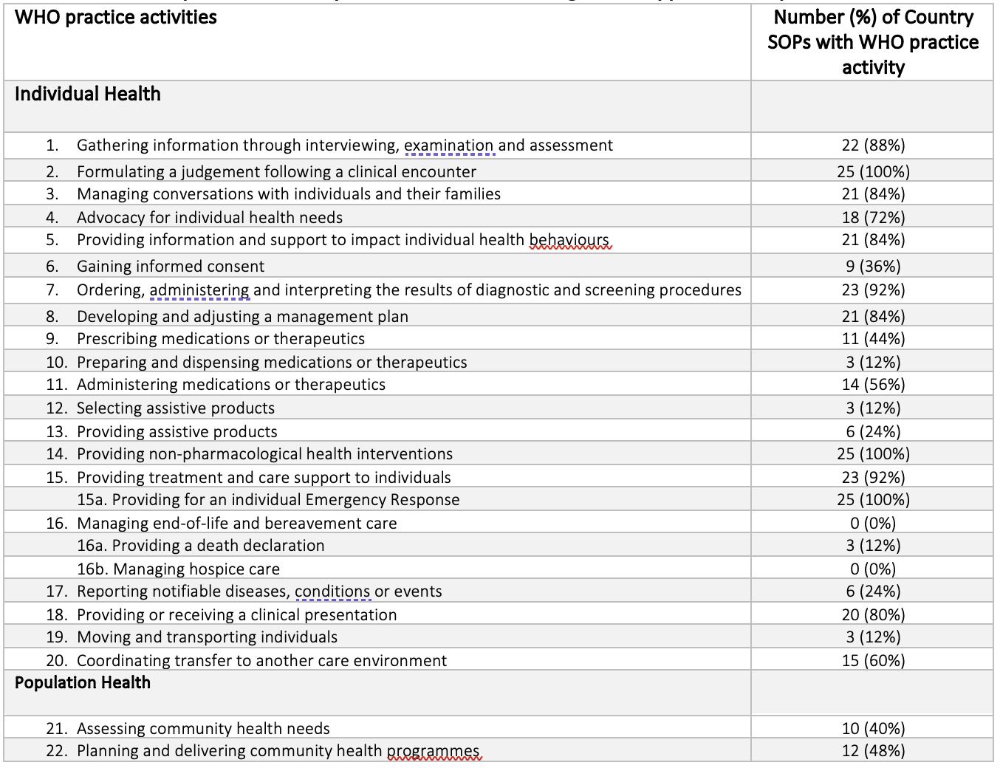 WHO practice activities
Number (%) of Country
SOPs with WHO practice
activity
Individual Health
1. Gathering information through interviewing, examination and assessment 22 (88%)
2. Formulating a judgement following a clinical encounter 25 (100%)
3. Managing conversations with individuals and their families 21 (84%)
4. Advocacy for individual health needs 18 (72%)
5. Providing information and support to impact individual health behaviours 21 (84%)
6. Gaining informed consent 9 (36%)
7. Ordering, administering and interpreting the results of diagnostic and screening procedures 23 (92%)
8. Developing and adjusting a management plan 21 (84%)
9. Prescribing medications or therapeutics 11 (44%)
10. Preparing and dispensing medications or therapeutics 3 (12%)
11. Administering medications or therapeutics 14 (56%)
12. Selecting assistive products 3 (12%)
13. Providing assistive products 6 (24%)
14. Providing non-pharmacological health interventions 25 (100%)
15. Providing treatment and care support to individuals 23 (92%)
15a. Providing for an individual Emergency Response 25 (100%)
16. Managing end-of-life and bereavement care 0 (0%)
16a. Providing a death declaration 3 (12%)
16b. Managing hospice care 0 (0%)
17. Reporting notifiable diseases, conditions or events 6 (24%)
18. Providing or receiving a clinical presentation 20 (80%)
19. Moving and transporting individuals 3 (12%)
20. Coordinating transfer to another care environment 15 (60%)
Population Health
21. Assessing community health needs 10 (40%)
22. Planning and delivering community health programmes 12 (48%)